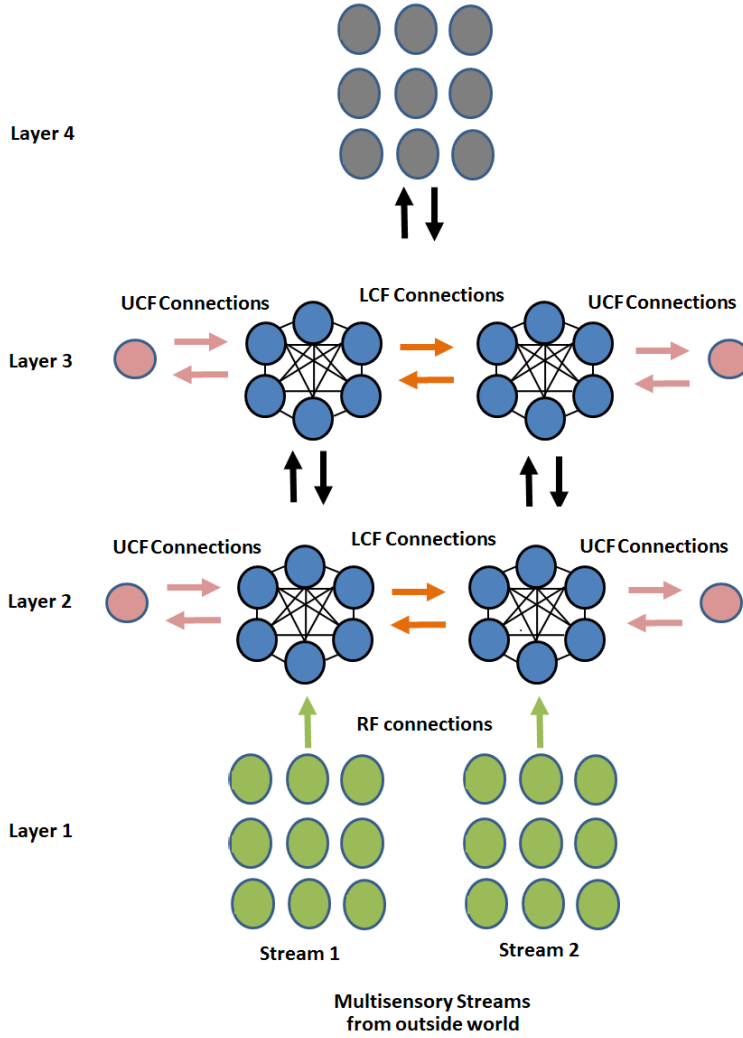 Layer 4
UCF Connections
LCF Connections
UCF Connections
Layer 3
UCF Connections
LCF Connections
UCF Connections
Layer 2
RF connections
Layer 1
Stream 1
Stream 2
Multisensory Streams
from outside world